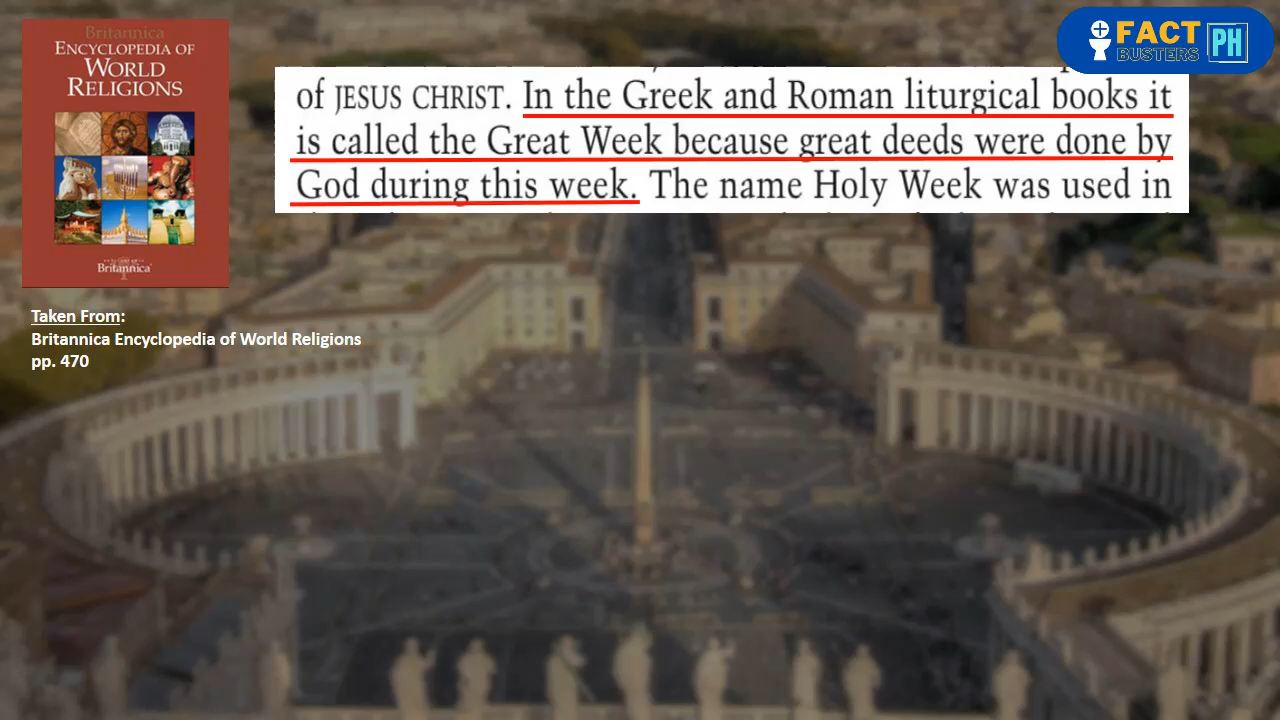 Britannica
ENCYCLOPEDIA OF
WORLD
RELIGIONS
Britannica
FACT
BUSTERS
PH
of JESUS CHRIST. In the Greek and Roman liturgical books it
is called the Great Week because great deeds were done by
God during this week. The name Holy Week was used in
Taken From:
Britannica Encyclopedia of World Religions
pp. 470